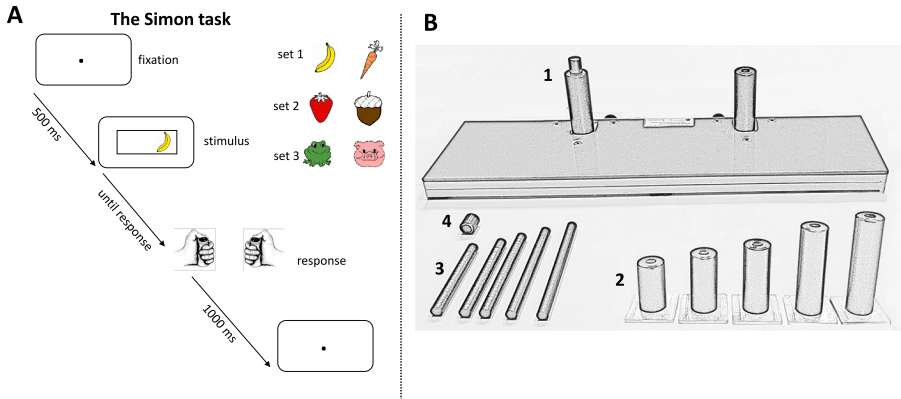 A
The Simon task
fixation
500 ms
stimulus
until response
response
1000 ms
set 1
set 2
set 3
B
1
2
3
4